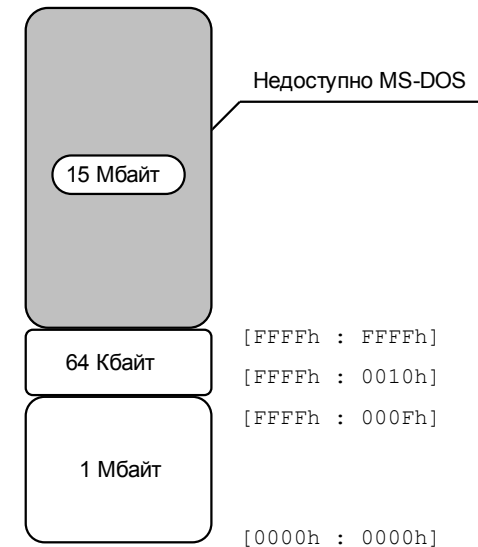 Недоступно MS-DOS
15 Мбайт
[FFFFh : FFFFh]
64 Кбайт
[FFFFh : 0010h]
[FFFFh : 000Fh]
1 Мбайт
[0000h : 0000h]